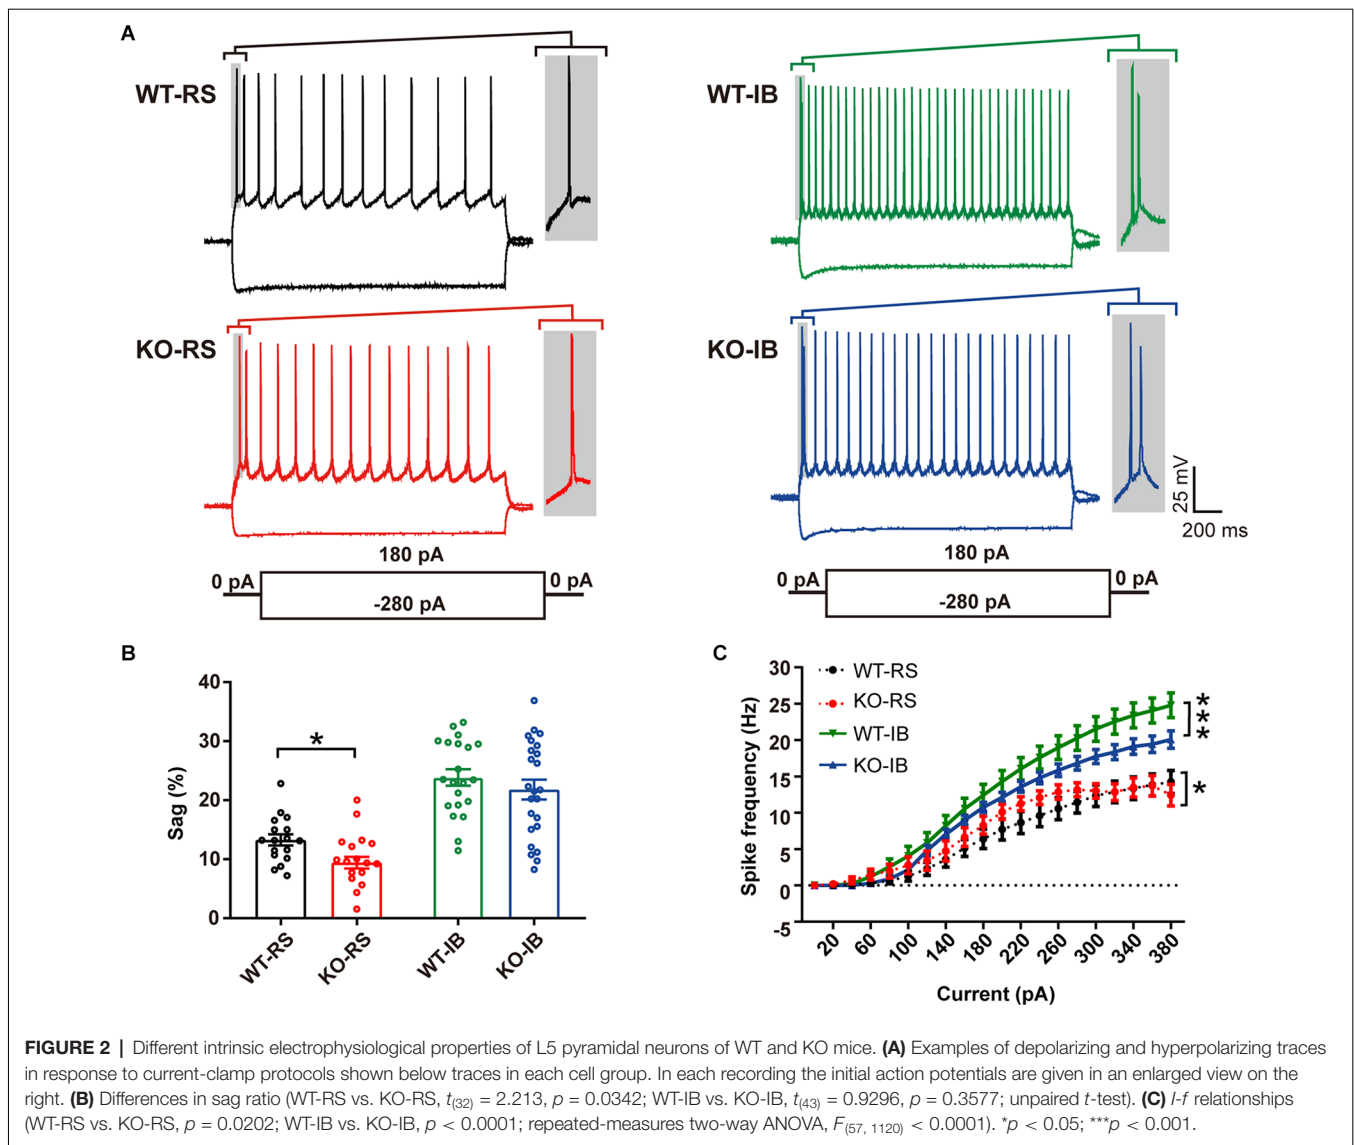 A
WT-RS
WT-IB
KO-RS
KO-IB
25 mV
200 ms
180 pA
0 pA
0 pA
-280 pA
180 pA
0 pA
0 pA
-280 pA
B
40
30
20
10
0
Sag (%)
*
WT-RS
KO-RS
WT-IB
KO-IB
C
30
25
20
15
10
5
0
-5
Spike frequency (Hz)
WT-RS
KO-RS
WT-IB
KO-IB
***
*
20 60 100 140 180 220 260 300 340 380
Current (pA)
FIGURE 2 | Different intrinsic electrophysiological properties of L5 pyramidal neurons of WT and KO mice. (A) Examples of depolarizing and hyperpolarizing traces
in response to current-clamp protocols shown below traces in each cell group. In each recording the initial action potentials are given in an enlarged view on the
right. (B) Differences in sag ratio (WT-RS vs. KO-RS, t(32) = 2.213, p = 0.0342; WT-IB vs. KO-IB, t(43) = 0.9296, p = 0.3577; unpaired t-test). (C) I-f relationships
(WT-RS vs. KO-RS, p = 0.0202; WT-IB vs. KO-IB, p < 0.0001; repeated-measures two-way ANOVA, F(57, 1120) < 0.0001). *p < 0.05; ***p < 0.001.